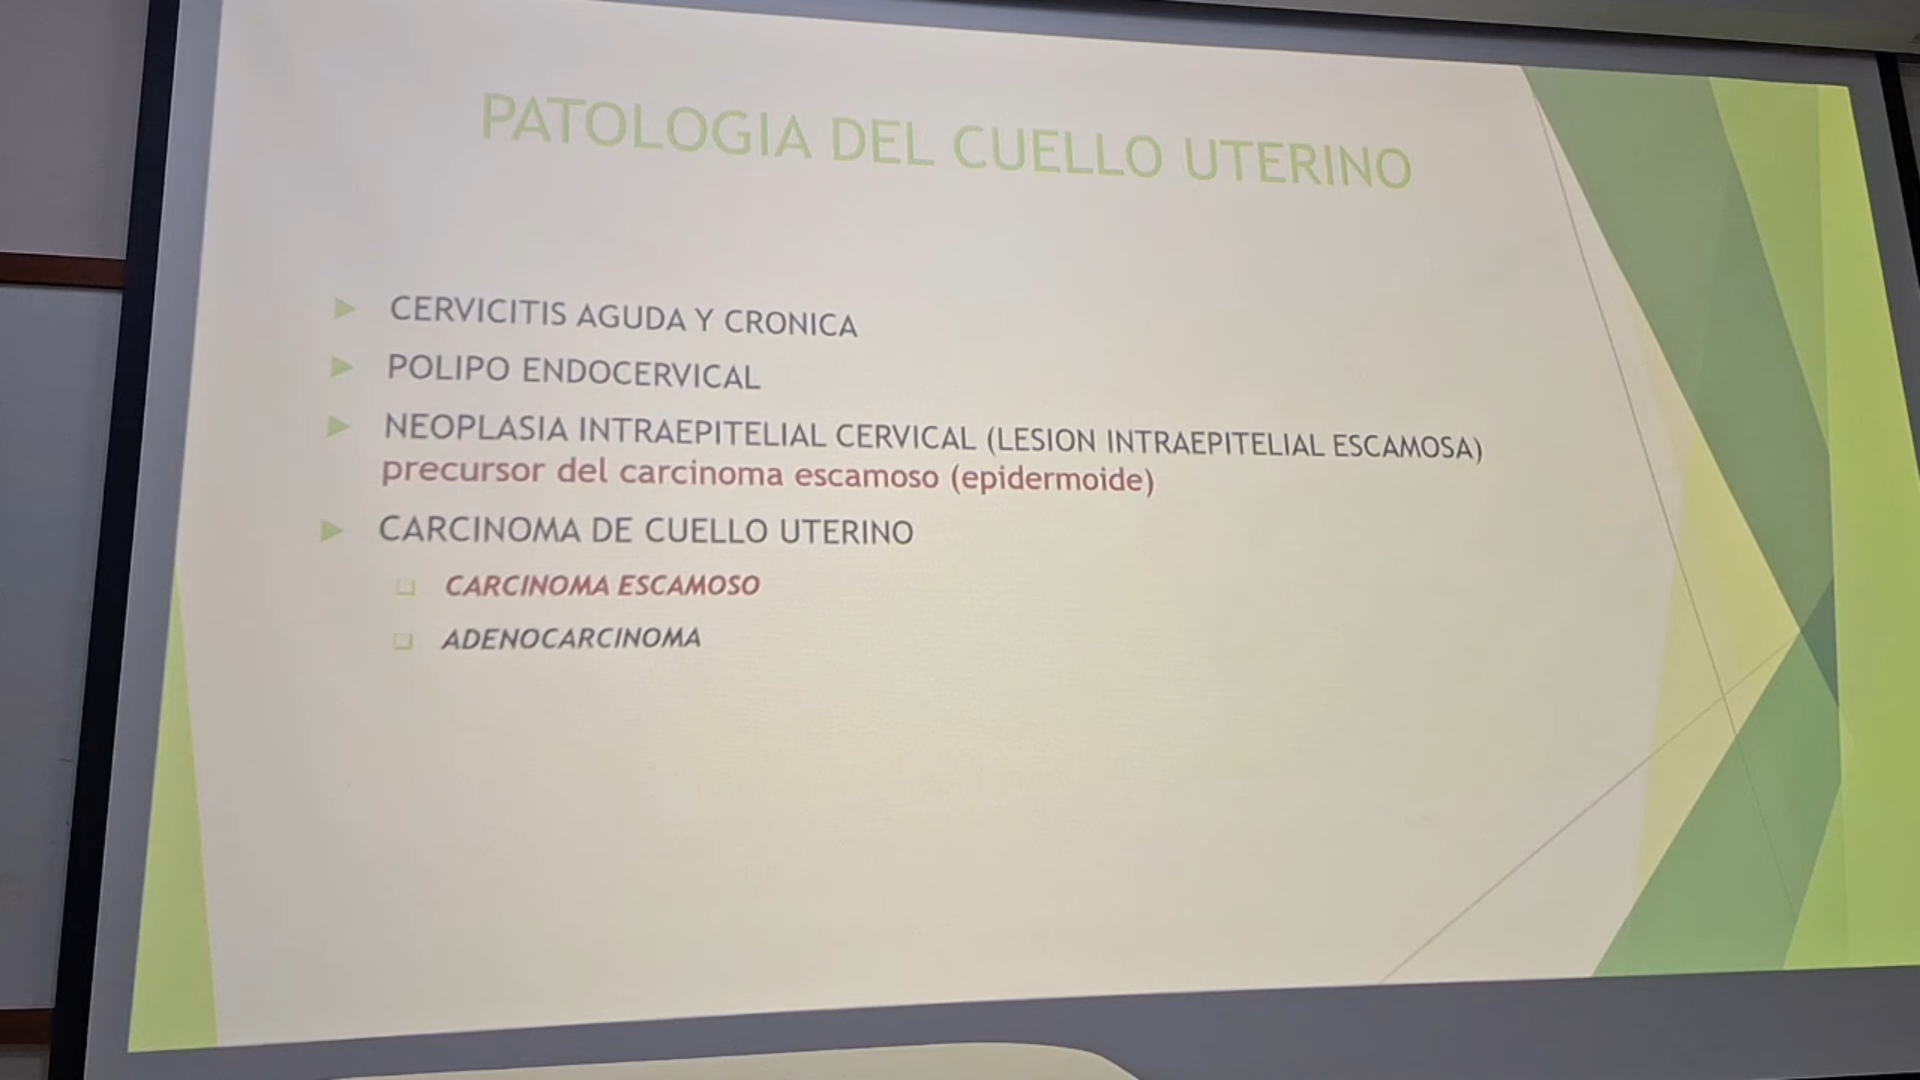 PATOLOGIA DEL CUELLO UTERINO
CERVICITIS AGUDA Y CRONICA
POLIPO ENDOCERVICAL
NEOPLASIA INTRAEPITELIAL CERVICAL (LESION INTRAEPITELIAL ESCAMOSA)
precursor del carcinoma escamoso (epidermoide)
CARCINOMA DE CUELLO UTERINO
CARCINOMA ESCAMOSO
ADENOCARCINOMA